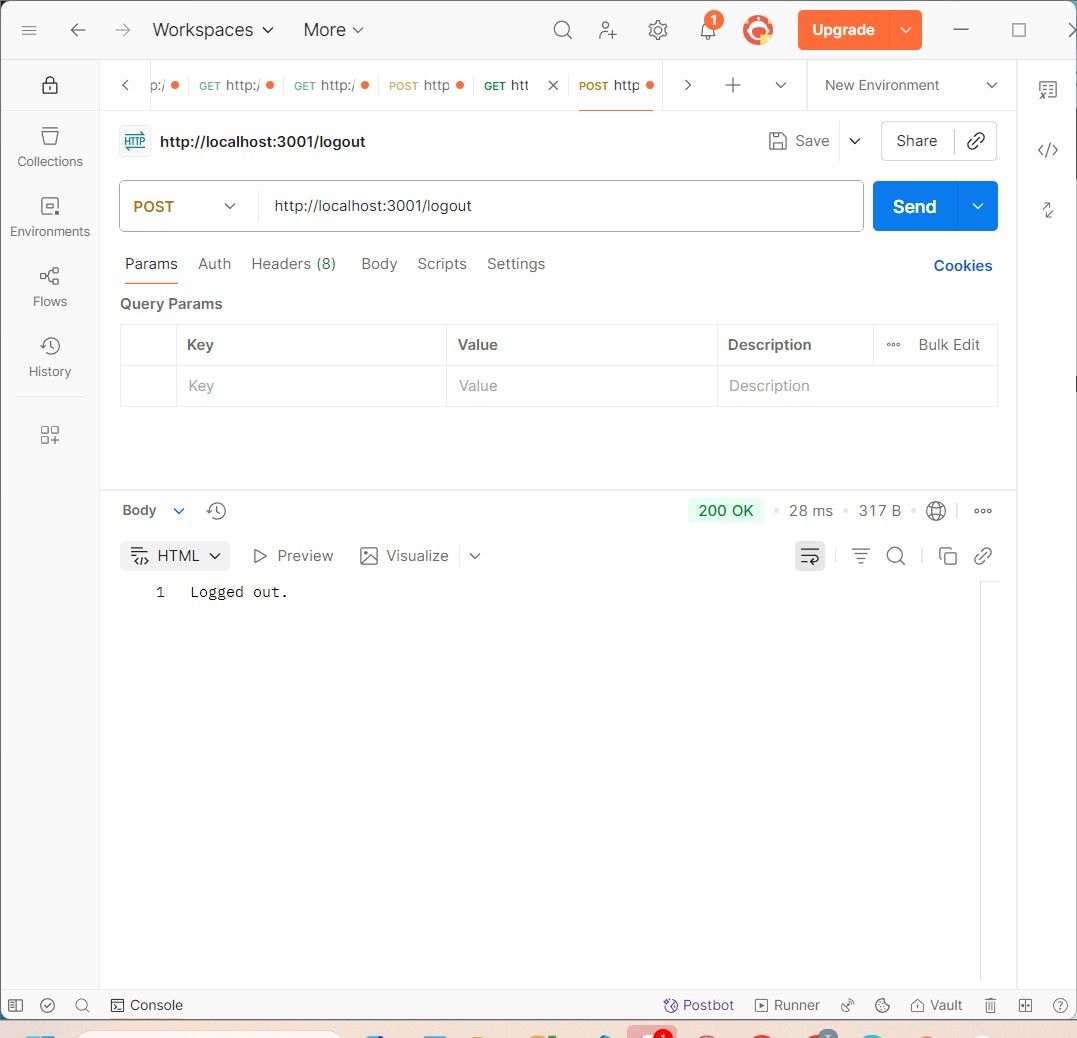 Workspaces More 1 Upgrade
p:/ GET http:/ GET http:/ POST http GET htt POST http New Environment
HTTP http://localhost:3001/logout Save Share
Collections
POST http://localhost:3001/logout Send
Environments
Params Auth Headers (8) Body Scripts Settings Cookies
Flows
Query Params
Key Value Description Bulk Edit
History
Key Value Description
Body 200 OK 28 ms 317 B
HTML Preview Visualize
1 Logged out.
Console Postbot Runner Vault
1